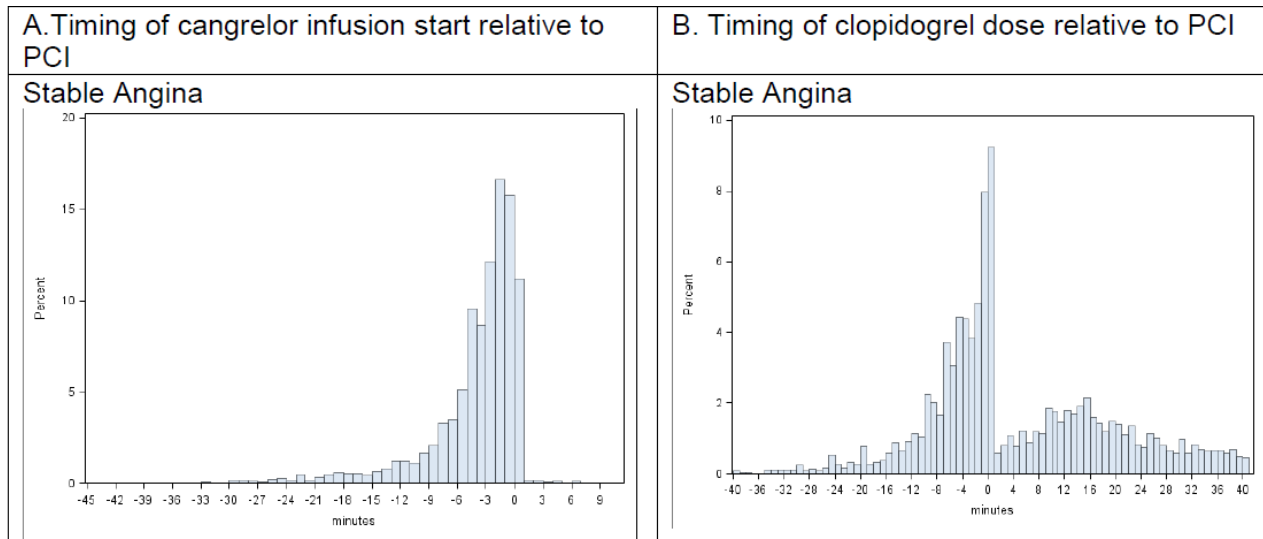 A.Timing of cangrelor infusion start relative to
PCI
B. Timing of clopidogrel dose relative to PCI
Stable Angina
20
15
10
5
0
Percent
-45 -42 -39 -36 -33 -30 -27 -24 -21 -18 -15 -12 -9 -6 -3 0 3 6 9
minutes
Stable Angina
10
8
6
4
2
0
Percent
-40 -36 -32 -28 -24 -20 -16 -12 -8 -4 0 4 8 12 16 20 24 28 32 36 40
minutes